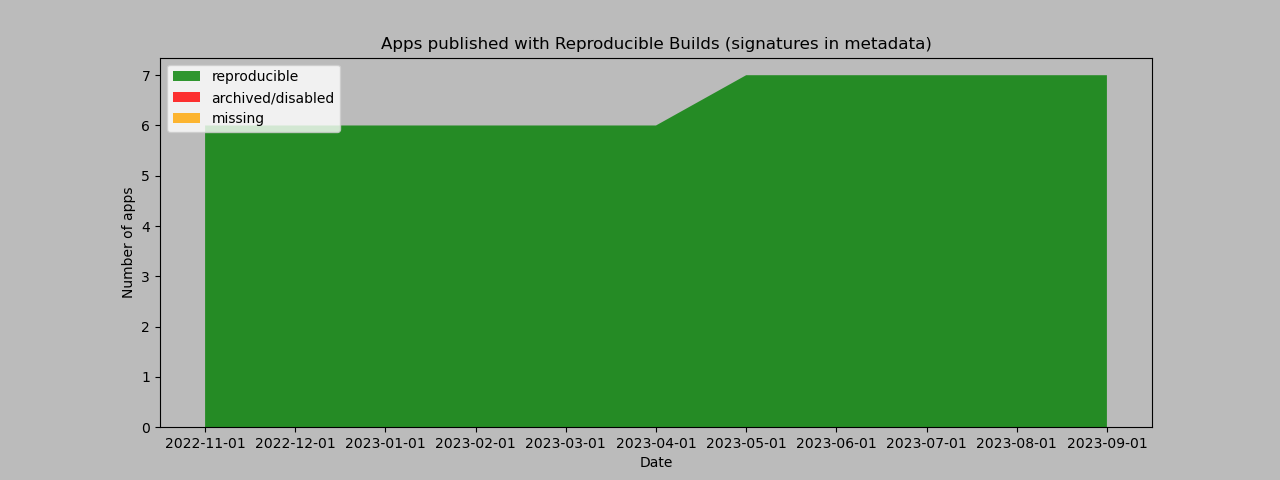 Apps published with Reproducible Builds (signatures in metadata)
reproducible
archived/disabled
missing
Number of apps
7
6
5
4
3
2
1
0
2022-11-01 2022-12-01 2023-01-01 2023-02-01 2023-03-01 2023-04-01 2023-05-01 2023-06-01 2023-07-01 2023-08-01 2023-09-01
Date